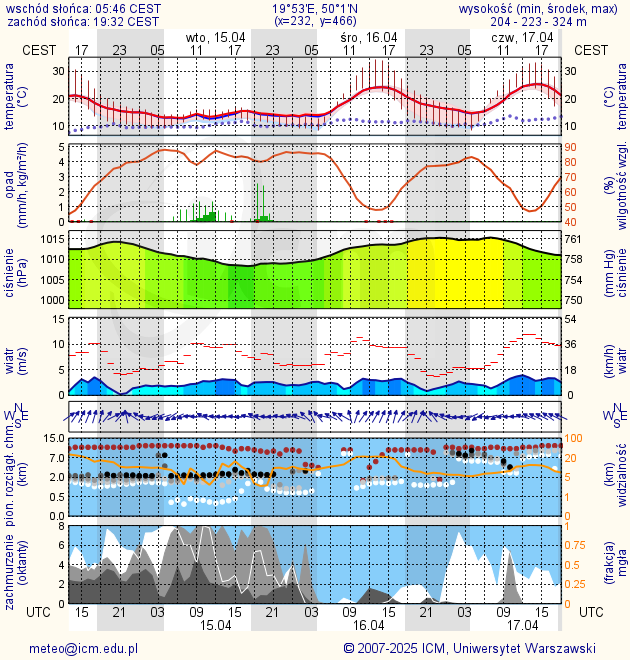 wschód słońca: 05:46 CEST 19°53'E, 50°1'N wysokość (min, środek, max)
zachód słońca: 19:32 CEST (x=232, y=466) 204 - 223 - 324 m
wto, 15.04 śro, 16.04 czw, 17.04
CEST 17 23 05 11 17 23 05 11 17 23 05 11 17 CEST
temperatura (°C) 30 20 10 30 20 10 (°C) temperatura
opad (mm/h, kg/m²/h) 5 4 3 2 1 0 90 80 70 60 50 40 (%) wilgotność wzgl.
ciśnienie (hPa) 1015 1010 1005 1000 761 758 754 750 (mm Hg) ciśnienie
wiatr (m/s) 15 10 5 0 54 36 18 0 (km/h) wiatr
N W E S N W E S
pion. rozciągł. chm. (km) 15.0 7.0 2.0 0.5 0.0 100 20 5 1 0 (km) widzialność
zachmurzenie (oktanty) 8 6 4 2 0 1 0.75 0.5 0.25 0 (frakcja) mgła
UTC 15 21 03 09 15 21 03 09 15 21 03 09 15 UTC
15.04 16.04 17.04
meteo@icm.edu.pl © 2007-2025 ICM, Uniwersytet Warszawski